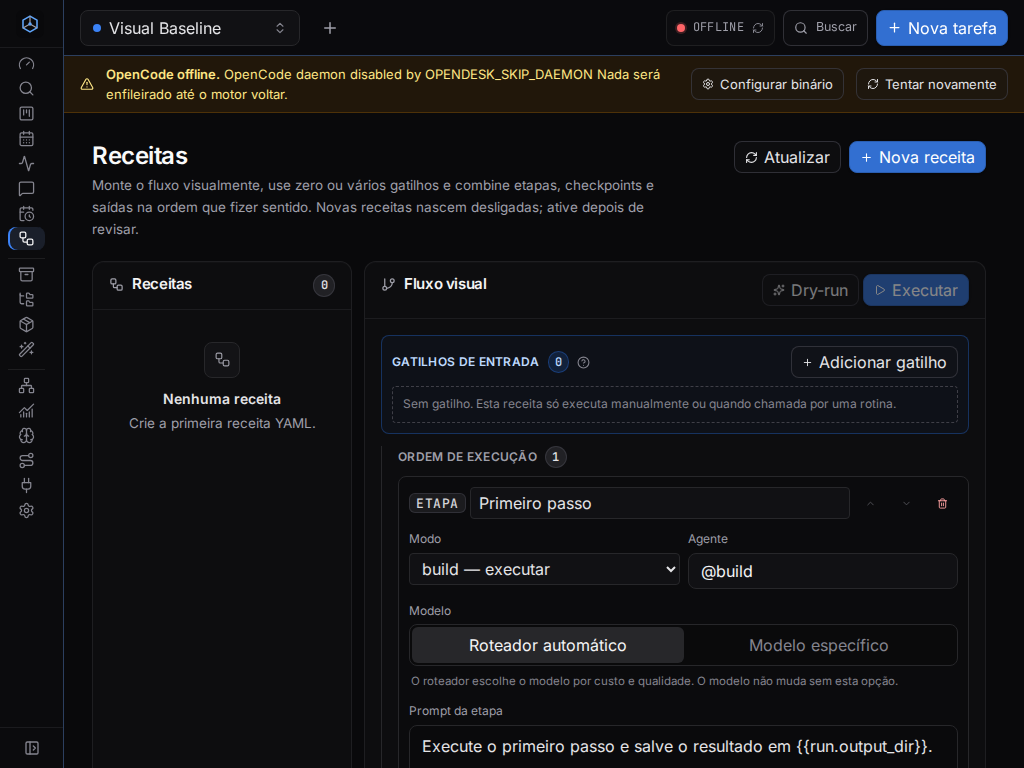 Visual Baseline
OFFLINE
Buscar
Nova tarefa
OpenCode offline. OpenCode daemon disabled by OPENDESK_SKIP_DAEMON Nada será
enfileirado até o motor voltar.
Configurar binário
Tentar novamente
Receitas
Atualizar
Nova receita
Monte o fluxo visualmente, use zero ou vários gatilhos e combine etapas, checkpoints e
saídas na ordem que fizer sentido. Novas receitas nascem desligadas; ative depois de
revisar.
Receitas
0
Nenhuma receita
Crie a primeira receita YAML.
Fluxo visual
Dry-run
Executar
GATILHOS DE ENTRADA 0
Adicionar gatilho
Sem gatilho. Esta receita só executa manualmente ou quando chamada por uma rotina.
ORDEM DE EXECUÇÃO 1
ETAPA Primeiro passo
Modo
Agente
build — executar
@build
Modelo
Roteador automático
Modelo específico
O roteador escolhe o modelo por custo e qualidade. O modelo não muda sem esta opção.
Prompt da etapa
Execute o primeiro passo e salve o resultado em {{run.output_dir}}.